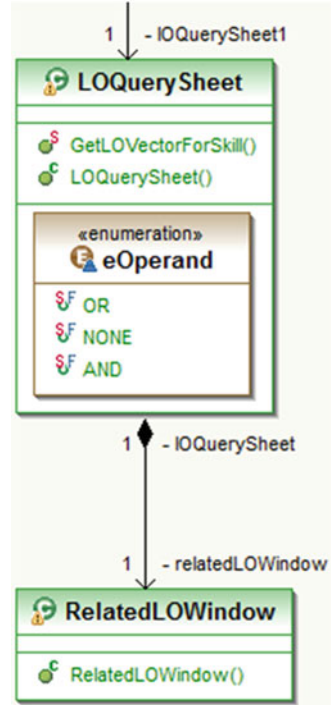 1 - lOQuerySheet1
LOQuerySheet
S GetLOVectorForSkill()
C LOQuerySheet()
«enumeration»
E eOperand
S F OR
S F NONE
S F AND
1 - lOQuerySheet
1 - relatedLOWindow
RelatedLOWindow
C RelatedLOWindow()